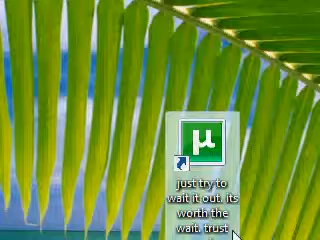 µ
just try to
wait it out. its
worth the
wait. trust